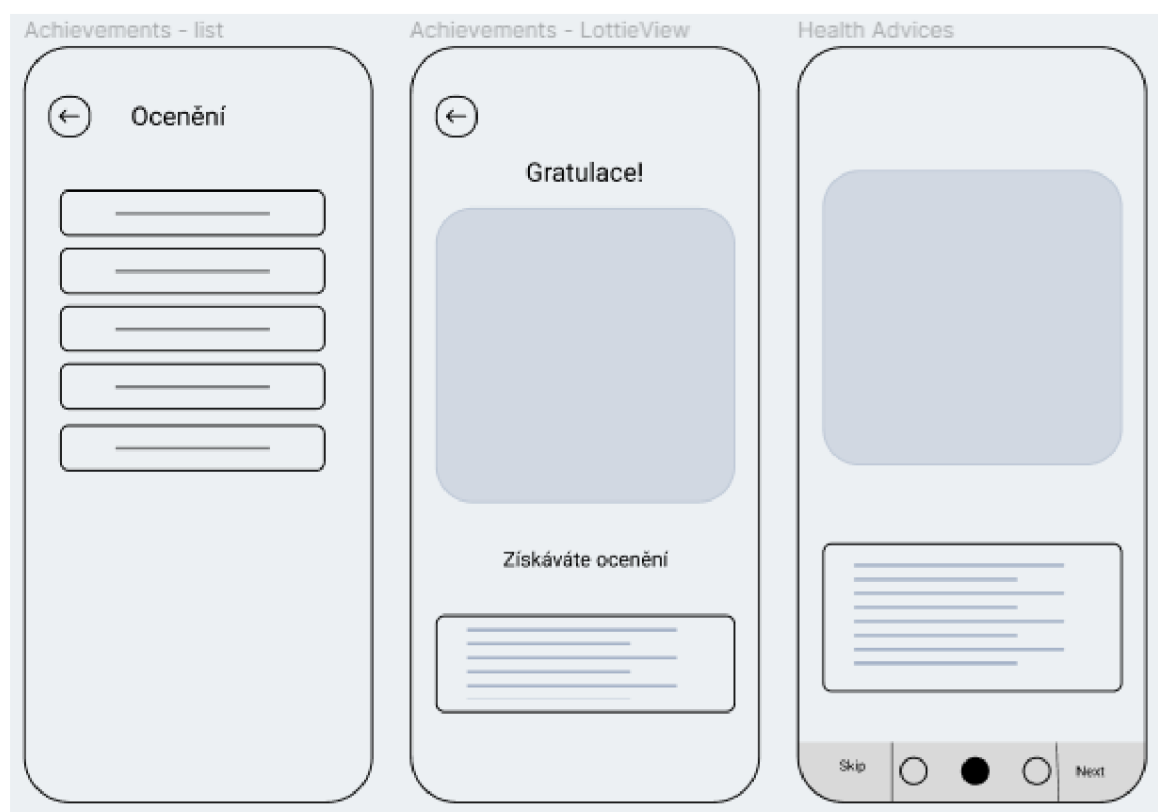 Achievements - list
Ocenění
Achievements - LottieView
Gratulace!
Získáváte ocenění
Health Advices
Skip
Next